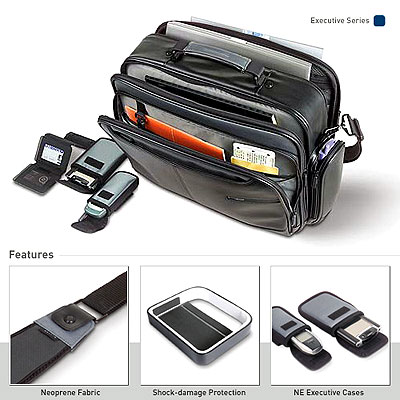 Executive Series
Features
Neoprene Fabric
Shock-damage Protection
NE Executive Cases